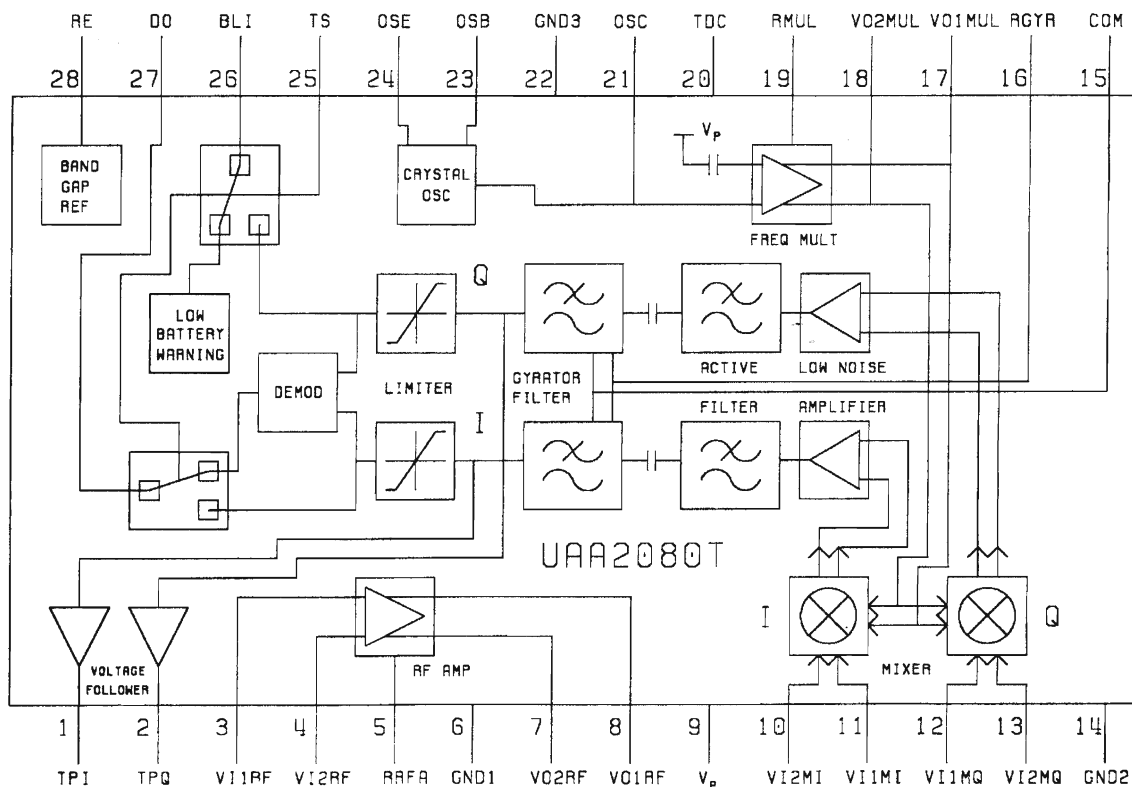 RE DO BLI TS OSE OSB GND3 OSC TDC RMUL VO2MUL VO1MUL RGYR COM
28 27 26 25 24 23 22 21 20 19 18 17 16 15
BAND
GAP
REF
CRYSTAL
OSC
VP
FREQ MULT
LOW
BATTERY
WARNING
DEMOD
Q
LIMITER
I
GYRATOR
FILTER
ACTIVE
FILTER
LOW NOISE
AMPLIFIER
UAA2080T
I
Q
MIXER
VOLTAGE
FOLLOWER
RF AMP
1 2 3 4 5 6 7 8 9 10 11 12 13 14
TPI TPQ VI1RF VI2RF RRFA GND1 VO2RF VO1RF VP VI2MI VI1MI VI1MQ VI2MQ GND2